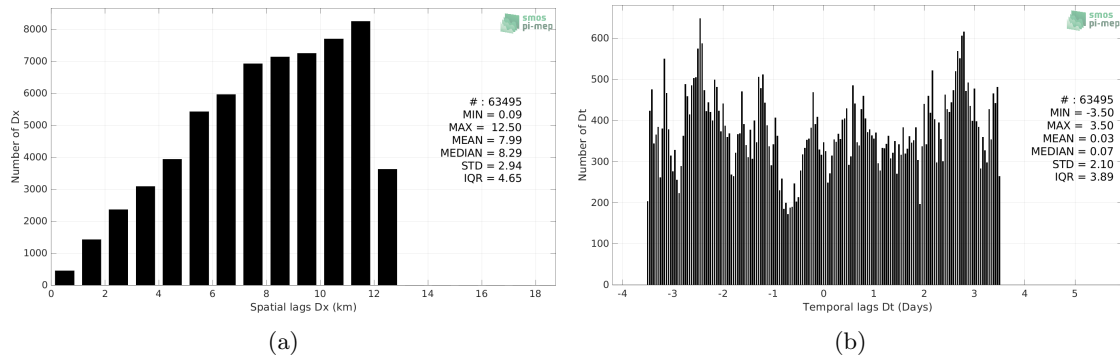 smos
pi-mep
8000
7000
6000
5000
4000
3000
2000
1000
0
Number of Dx
# : 63495
MIN = 0.09
MAX = 12.50
MEAN = 7.99
MEDIAN = 8.29
STD = 2.94
IQR = 4.65
0 2 4 6 8 10 12 14 16 18
Spatial lags Dx (km)
(a)
smos
pi-mep
600
500
400
300
200
100
0
Number of Dt
# : 63495
MIN = -3.50
MAX = 3.50
MEAN = 0.03
MEDIAN = 0.07
STD = 2.10
IQR = 3.89
-4 -3 -2 -1 0 1 2 3 4 5
Temporal lags Dt (Days)
(b)